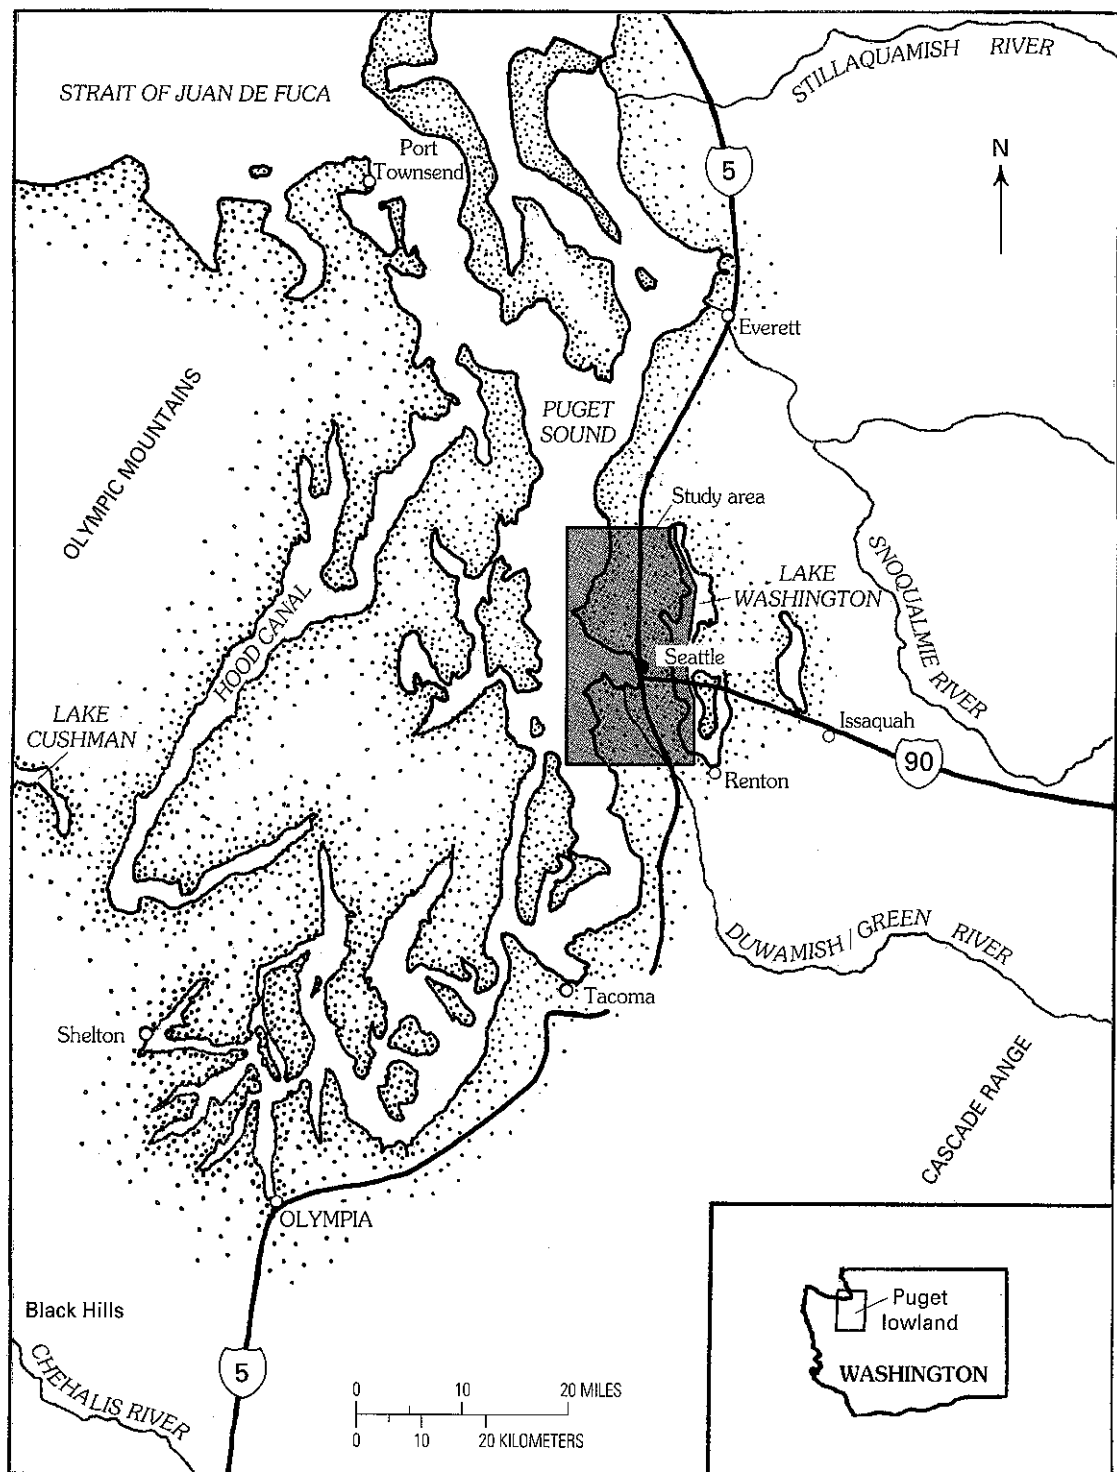 STILLAQUAMISH RIVER
STRAIT OF JUAN DE FUCA
Port
Townsend
N
5
Everett
OLYMPIC MOUNTAINS
PUGET
SOUND
Study area
LAKE
WASHINGTON
SNOQUALMIE RIVER
HOOD CANAL
Seattle
LAKE
CUSHMAN
Issaquah
90
Renton
DUWAMISH / GREEN RIVER
Tacoma
Shelton
CASCADE RANGE
OLYMPIA
Black Hills
Puget
lowland
WASHINGTON
5
CHEHALIS RIVER
0 10 20 MILES
0 10 20 KILOMETERS